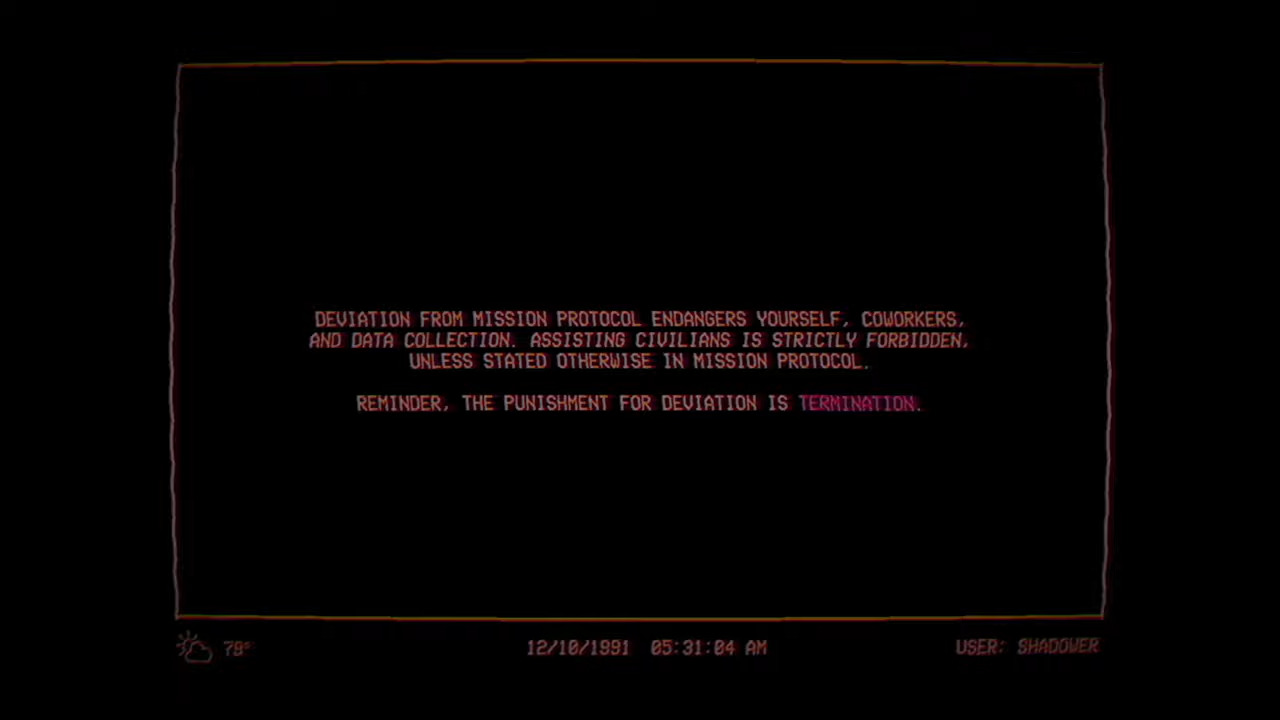 DEVIATION FROM MISSION PROTOCOL ENDANGERS YOURSELF, COWORKERS,
AND DATA COLLECTION. ASSISTING CIVILIANS IS STRICTLY FORBIDDEN,
UNLESS STATED OTHERWISE IN MISSION PROTOCOL.
REMINDER, THE PUNISHMENT FOR DEVIATION IS TERMINATION.
79° 12/10/1991 05:31:04 AM USER: SHADOWER